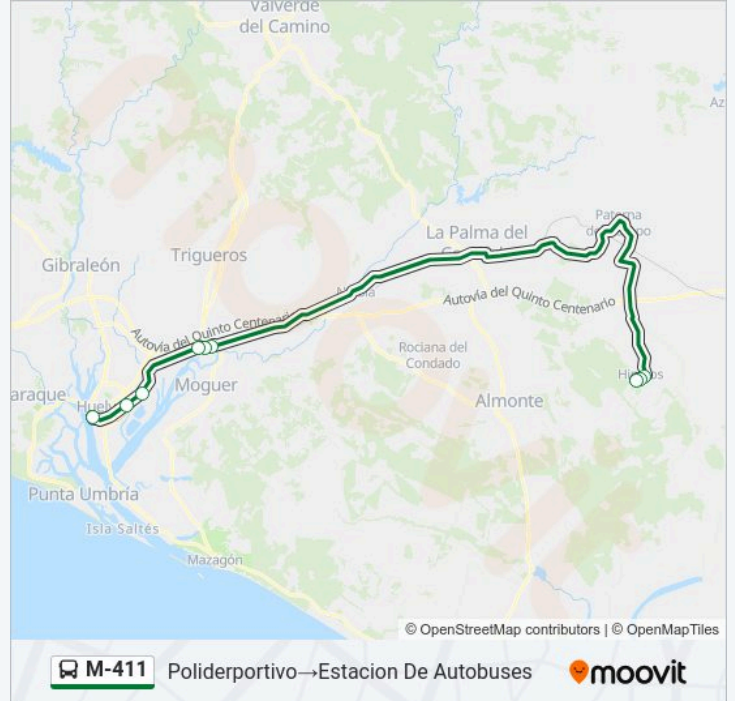 Valverde
del Camino
Az
Paterna
La Palma del
Trigueros
Gibraleón
Autovía del Quinto Centenario
Autovía del Quinto Centenario
Rociana del
Condado
Moguer
araque
Almonte
Punta Umbría
Isla Saltés
Mazagón
© OpenStreetMap contributors | © OpenMapTiles
M-411 Poliderportivo→Estacion De Autobuses moovit